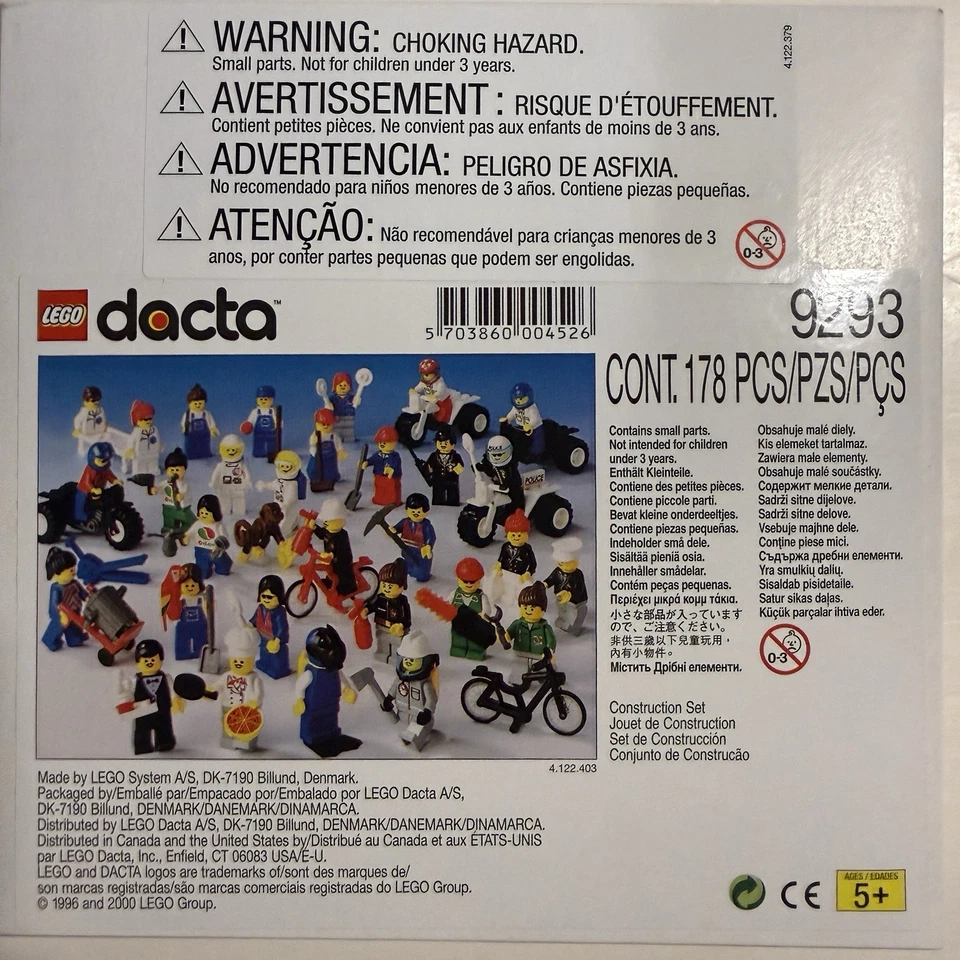 WARNING: CHOKING HAZARD.
Small parts. Not for children under 3 years.
AVERTISSEMENT : RISQUE D'ÉTOUFFEMENT.
Contient petites pièces. Ne convient pas aux enfants de moins de 3 ans.
ADVERTENCIA: PELIGRO DE ASFIXIA.
No recomendado para niños menores de 3 años. Contiene piezas pequeñas.
ATENÇÃO: Não recomendável para crianças menores de 3
anos, por conter partes pequenas que podem ser engolidas.
0-3
4.122.379
LEGO dacta™
5 703860 004526
9293
CONT. 178 PCS/PZS/PÇS
POLICE
POLICE
4.122.403
Contains small parts.
Not intended for children
under 3 years.
Enthält Kleinteile.
Contient des petites pièces.
Contiene piccole parti.
Bevat kleine onderdeeltjes.
Contiene piezas pequeñas.
Indeholder små dele.
Sisältää pieniä osia.
Innehåller smådelar.
Contém peças pequenas.
Περιέχει μικρά κομμ τάκια.
小さな部品が入っています
ので、ご注意ください。
非供三歲以下兒童玩用，
內有小物件。
Містить Дрібні елементи.
Obsahuje malé diely.
Kis elemeket tartalmaz.
Zawiera małe elementy.
Obsahuje malé součástky.
Содержит мелкие детали.
Sadrži sitne dijelove.
Sadrži sitne delove.
Vsebuje majhne dele.
Conţine piese mici.
Съдържа дребни елементи.
Yra smulkių dalių.
Sisaldab pisidetaile.
Satur sikas daļas.
Küçük parçalar ihtiva eder.
0-3
Construction Set
Jouet de Construction
Set de Construcción
Conjunto de Construcão
Made by LEGO System A/S, DK-7190 Billund, Denmark.
Packaged by/Emballé par/Empacado por/Embalado por LEGO Dacta A/S,
DK-7190 Billund, DENMARK/DANEMARK/DINAMARCA.
Distributed by LEGO Dacta A/S, DK-7190 Billund, DENMARK/DANEMARK/DINAMARCA.
Distributed in Canada and the United States by/Distribué au Canada et aux ÉTATS-UNIS
par LEGO Dacta, Inc., Enfield, CT 06083 USA/É-U.
LEGO and DACTA logos are trademarks of/sont des marques de/
son marcas registradas/são marcas comerciais registradas do LEGO Group.
© 1996 and 2000 LEGO Group.
CE
AGES / EDADES
5+